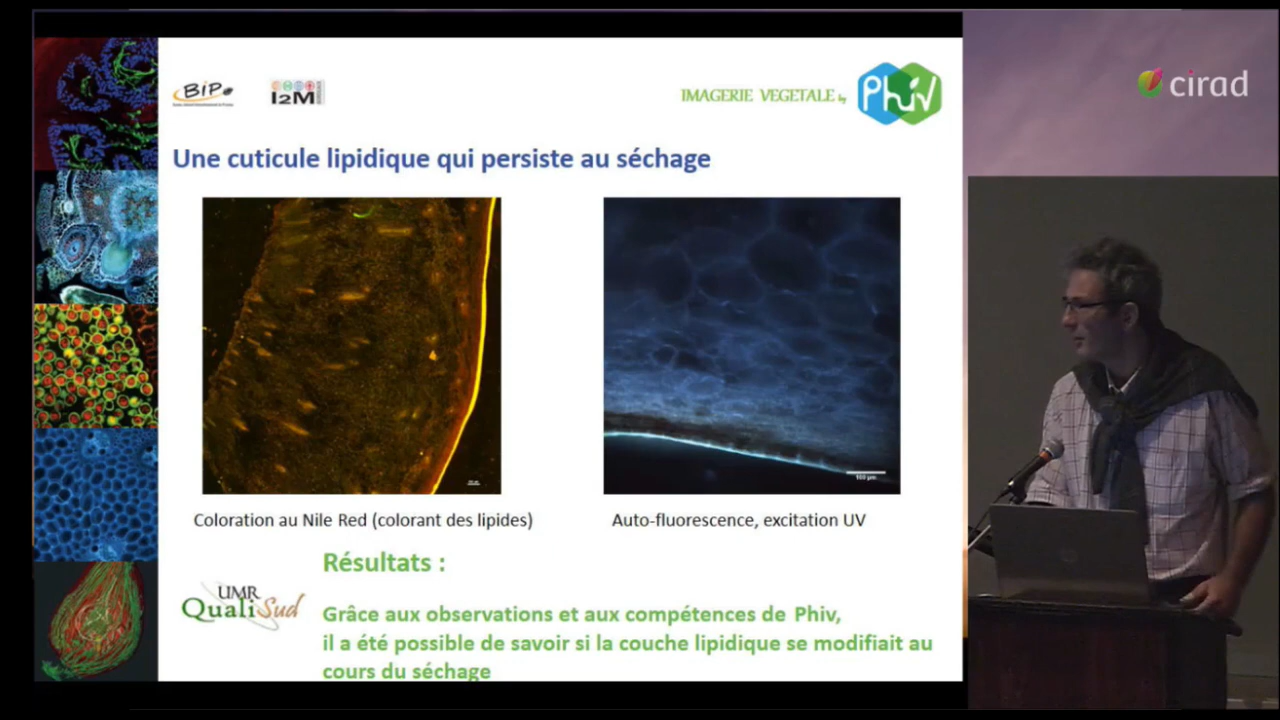 BIP
I2M
IMAGERIE VEGETALE by
Phiv
cirad
Une cuticule lipidique qui persiste au séchage
100 µm
Coloration au Nile Red (colorant des lipides)
Auto-fluorescence, excitation UV
Résultats :
UMR
QualiSud
Grâce aux observations et aux compétences de Phiv,
il a été possible de savoir si la couche lipidique se modifiait au
cours du séchage